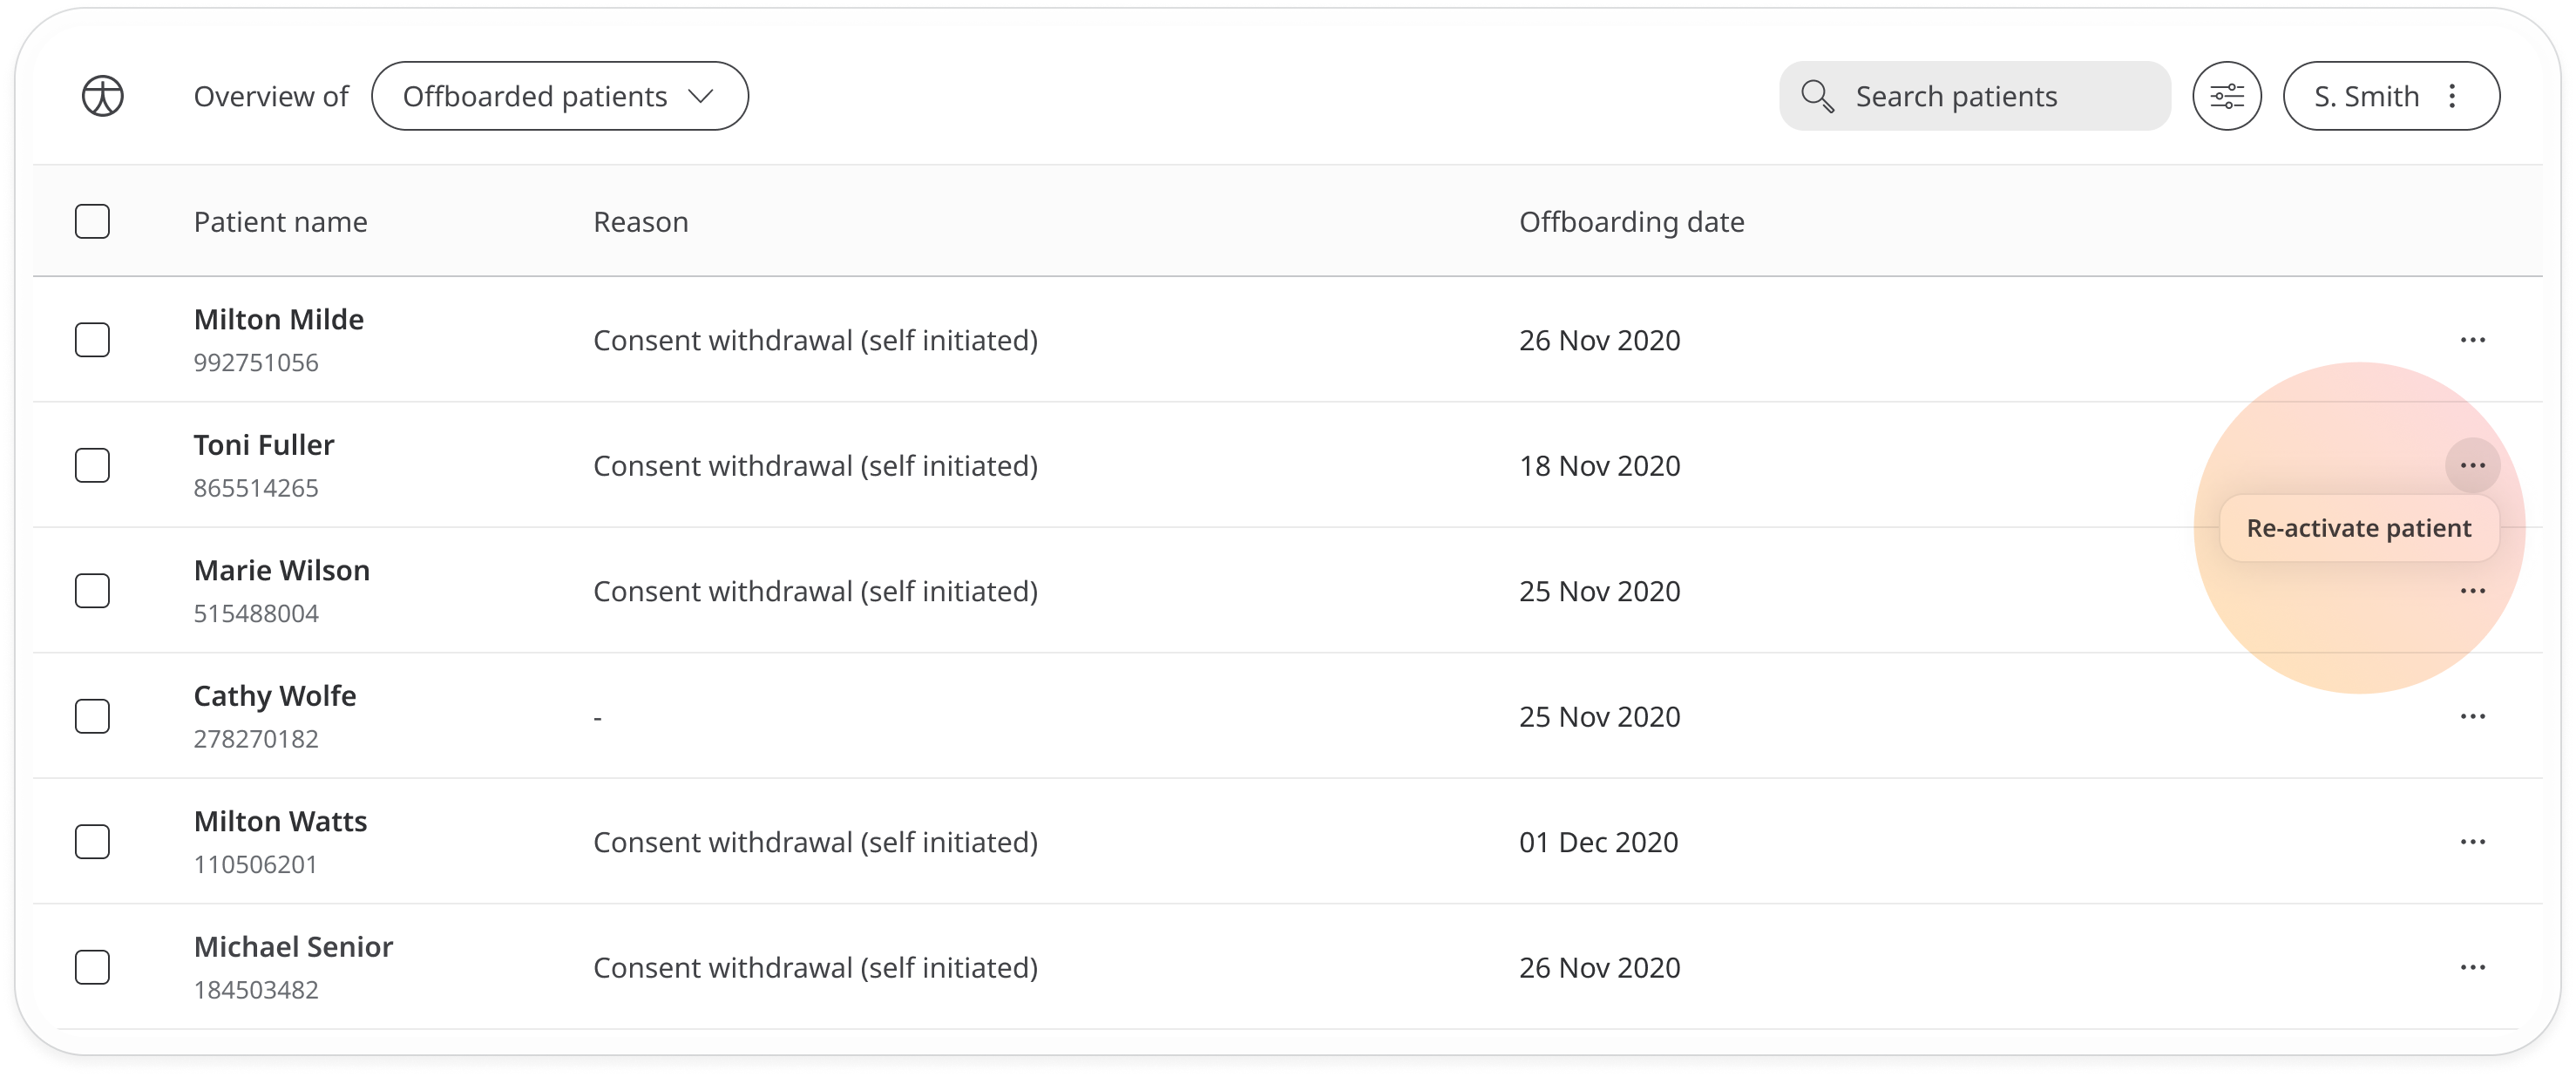 Overview of Offboarded patients Search patients S. Smith
Patient name Reason Offboarding date
Milton Milde
992751056
Consent withdrawal (self initiated) 26 Nov 2020 ...
Toni Fuller
865514265
Consent withdrawal (self initiated) 18 Nov 2020 ...
Re-activate patient
Marie Wilson
515488004
Consent withdrawal (self initiated) 25 Nov 2020 ...
Cathy Wolfe
278270182
- 25 Nov 2020 ...
Milton Watts
110506201
Consent withdrawal (self initiated) 01 Dec 2020 ...
Michael Senior
184503482
Consent withdrawal (self initiated) 26 Nov 2020 ...